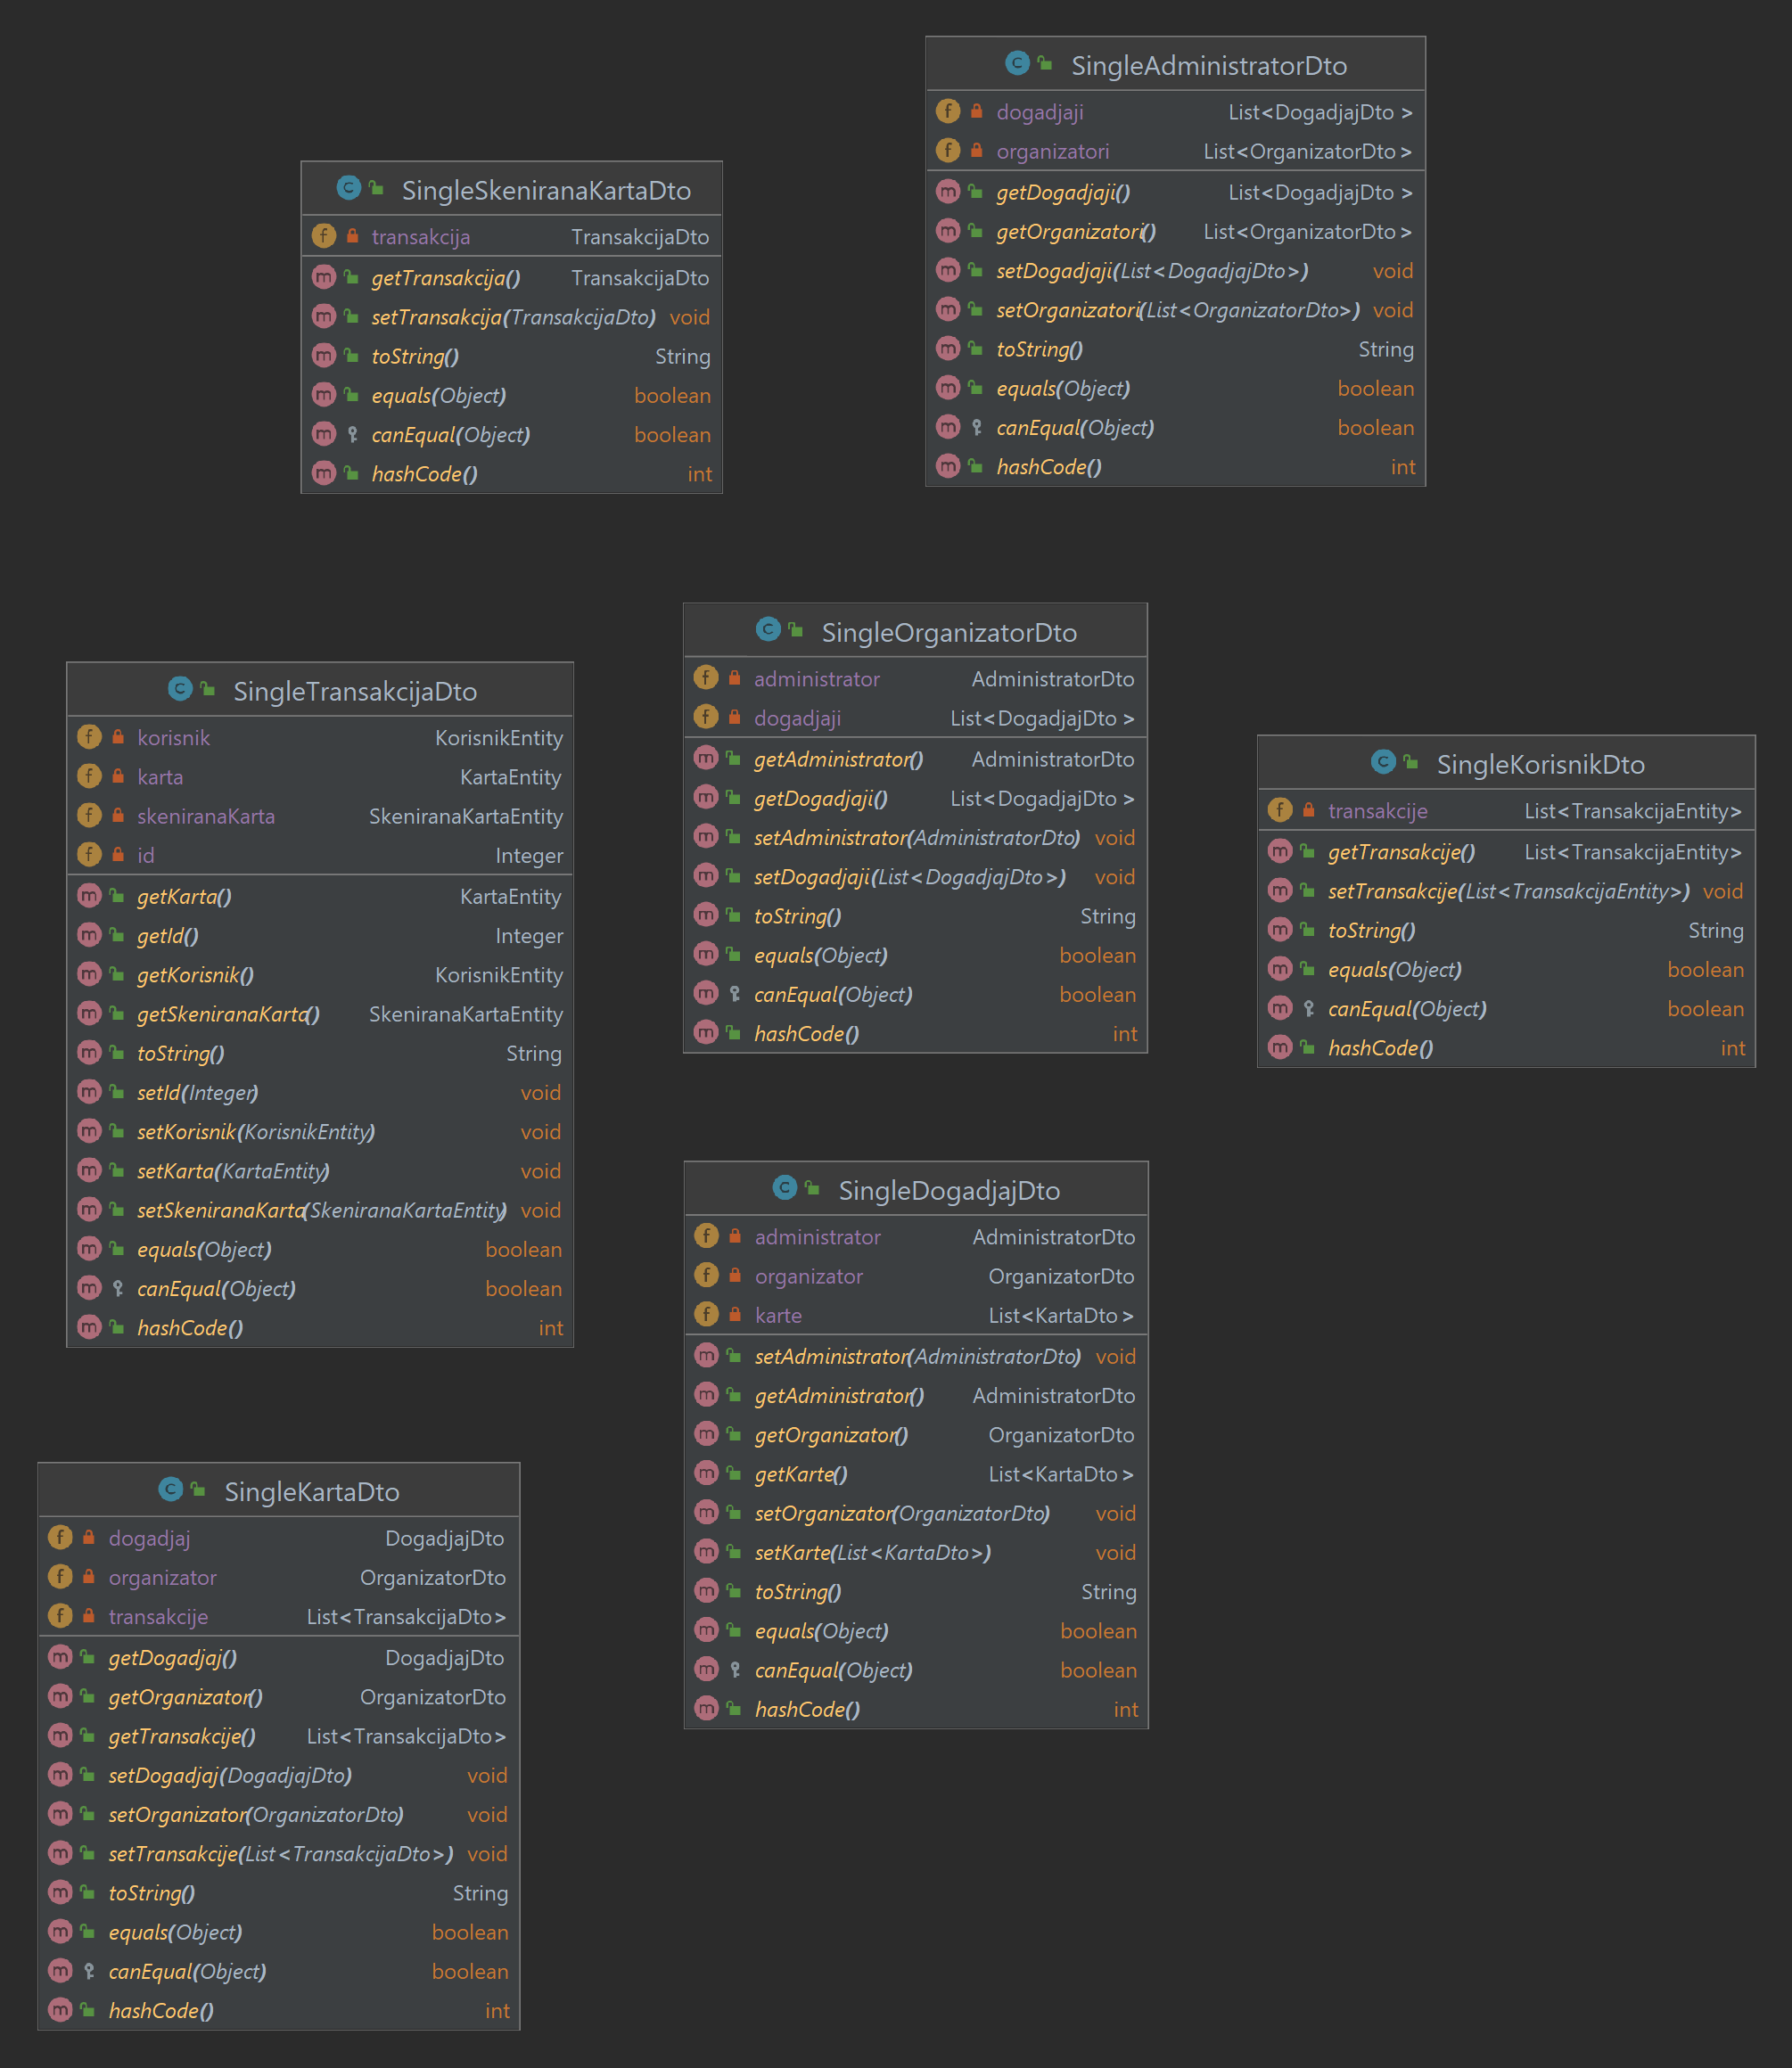 SingleAdministratorDto
dogadjaji List<DogadjajDto >
organizatori List<OrganizatorDto >
getDogadjaji() List<DogadjajDto >
getOrganizatori() List<OrganizatorDto >
setDogadjaji(List<DogadjajDto>) void
setOrganizatori(List<OrganizatorDto>) void
toString() String
equals(Object) boolean
canEqual(Object) boolean
hashCode() int
SingleSkeniranaKartaDto
transakcija TransakcijaDto
getTransakcija() TransakcijaDto
setTransakcija(TransakcijaDto) void
toString() String
equals(Object) boolean
canEqual(Object) boolean
hashCode() int
SingleOrganizatorDto
administrator AdministratorDto
dogadjaji List<DogadjajDto >
getAdministrator() AdministratorDto
getDogadjaji() List<DogadjajDto >
setAdministrator(AdministratorDto) void
setDogadjaji(List<DogadjajDto>) void
toString() String
equals(Object) boolean
canEqual(Object) boolean
hashCode() int
SingleTransakcijaDto
korisnik KorisnikEntity
karta KartaEntity
skeniranaKarta SkeniranaKartaEntity
id Integer
getKarta() KartaEntity
getId() Integer
getKorisnik() KorisnikEntity
getSkeniranaKarta() SkeniranaKartaEntity
toString() String
setId(Integer) void
setKorisnik(KorisnikEntity) void
setKarta(KartaEntity) void
setSkeniranaKarta(SkeniranaKartaEntity) void
equals(Object) boolean
canEqual(Object) boolean
hashCode() int
SingleKorisnikDto
transakcije List<TransakcijaEntity>
getTransakcije() List<TransakcijaEntity>
setTransakcije(List<TransakcijaEntity>) void
toString() String
equals(Object) boolean
canEqual(Object) boolean
hashCode() int
SingleDogadjajDto
administrator AdministratorDto
organizator OrganizatorDto
karte List<KartaDto >
setAdministrator(AdministratorDto) void
getAdministrator() AdministratorDto
getOrganizator() OrganizatorDto
getKarte() List<KartaDto >
setOrganizator(OrganizatorDto) void
setKarte(List<KartaDto>) void
toString() String
equals(Object) boolean
canEqual(Object) boolean
hashCode() int
SingleKartaDto
dogadjaj DogadjajDto
organizator OrganizatorDto
transakcije List<TransakcijaDto>
getDogadjaj() DogadjajDto
getOrganizator() OrganizatorDto
getTransakcije() List<TransakcijaDto>
setDogadjaj(DogadjajDto) void
setOrganizator(OrganizatorDto) void
setTransakcije(List<TransakcijaDto>) void
toString() String
equals(Object) boolean
canEqual(Object) boolean
hashCode() int